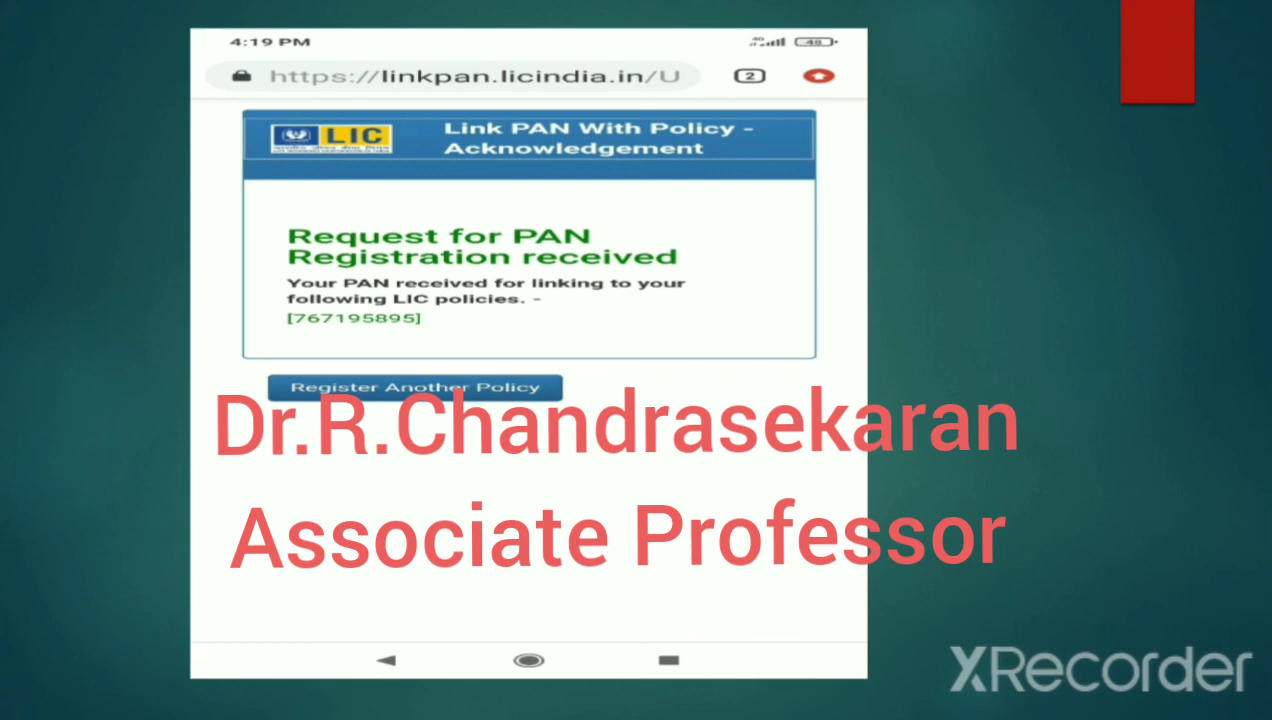 4:19 PM
4G
48
https://linkpan.licindia.in/U
2
LIC
Link PAN With Policy -
Acknowledgement
Request for PAN
Registration received
Your PAN received for linking to your
following LIC policies. -
[767195895]
Register Another Policy
Dr.R.Chandrasekaran
Associate Professor
XRecorder